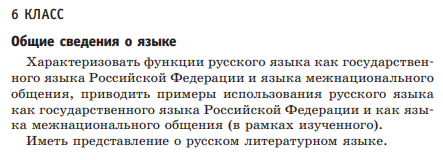 6 КЛАСС
Общие сведения о языке
Характеризовать функции русского языка как государствен-
ного языка Российской Федерации и языка межнационального
общения, приводить примеры использования русского языка
как государственного языка Российской Федерации и как язы-
ка межнационального общения (в рамках изученного).
Иметь представление о русском литературном языке.